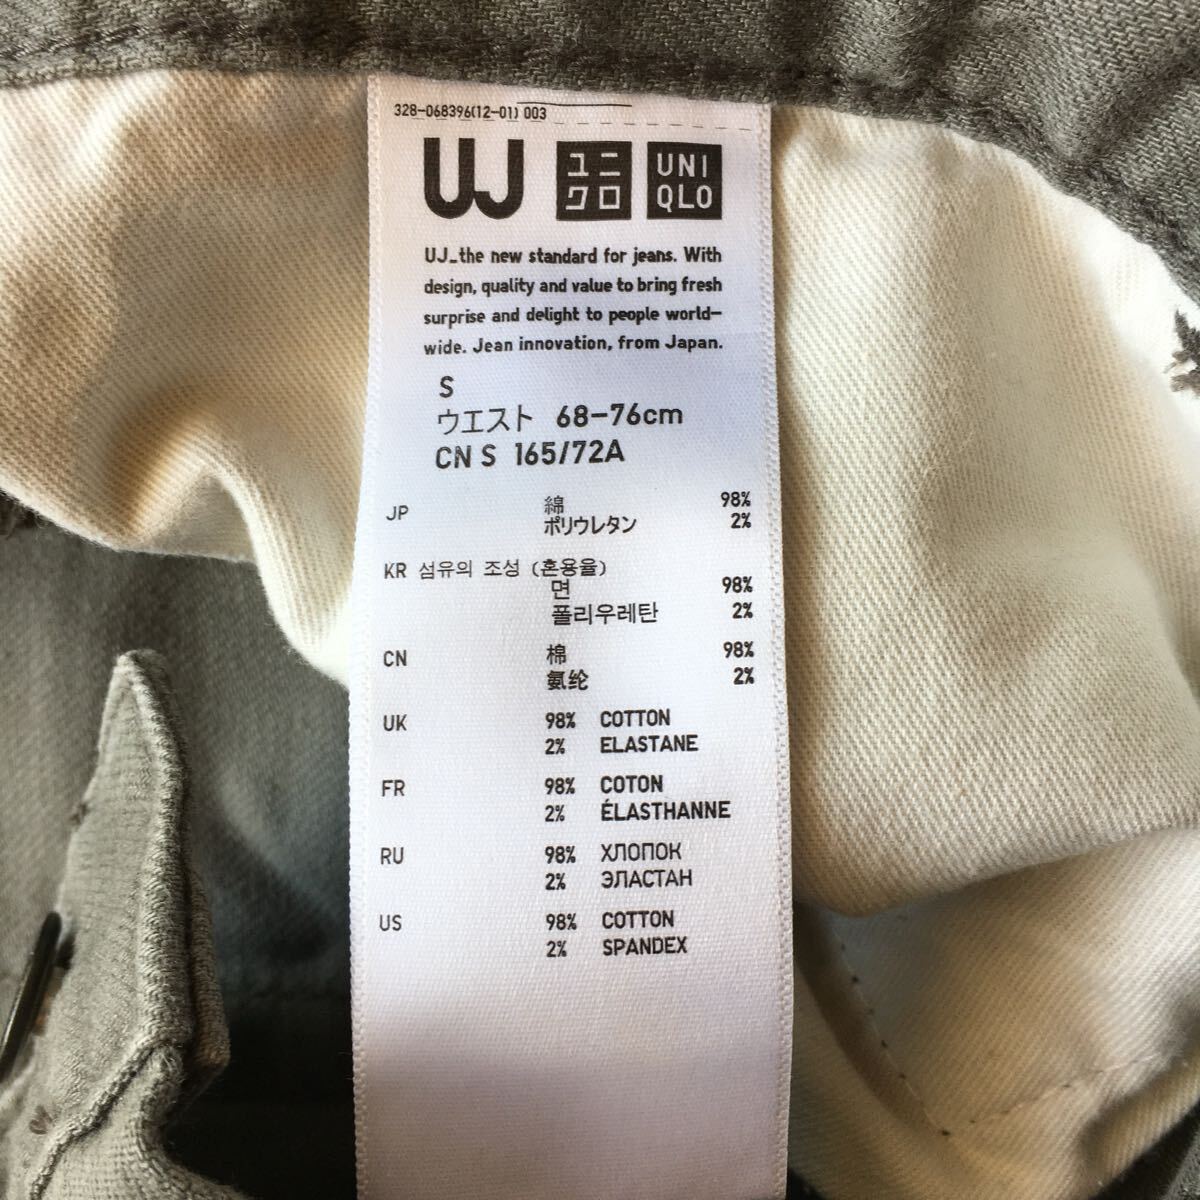 328-068396(12-01) 003
UJ ユニクロ UNIQLO
UJ_the new standard for jeans. With
design, quality and value to bring fresh
surprise and delight to people world-
wide. Jean innovation, from Japan.
S
ウエスト 68-76cm
CN S 165/72A
JP 綿 98%
ポリウレタン 2%
KR 섬유의 조성 (혼용율)
면 98%
폴리우레탄 2%
CN 棉 98%
氨纶 2%
UK 98% COTTON
2% ELASTANE
FR 98% COTON
2% ÉLASTHANNE
RU 98% ХЛОПОК
2% ЭЛАСТАН
US 98% COTTON
2% SPANDEX